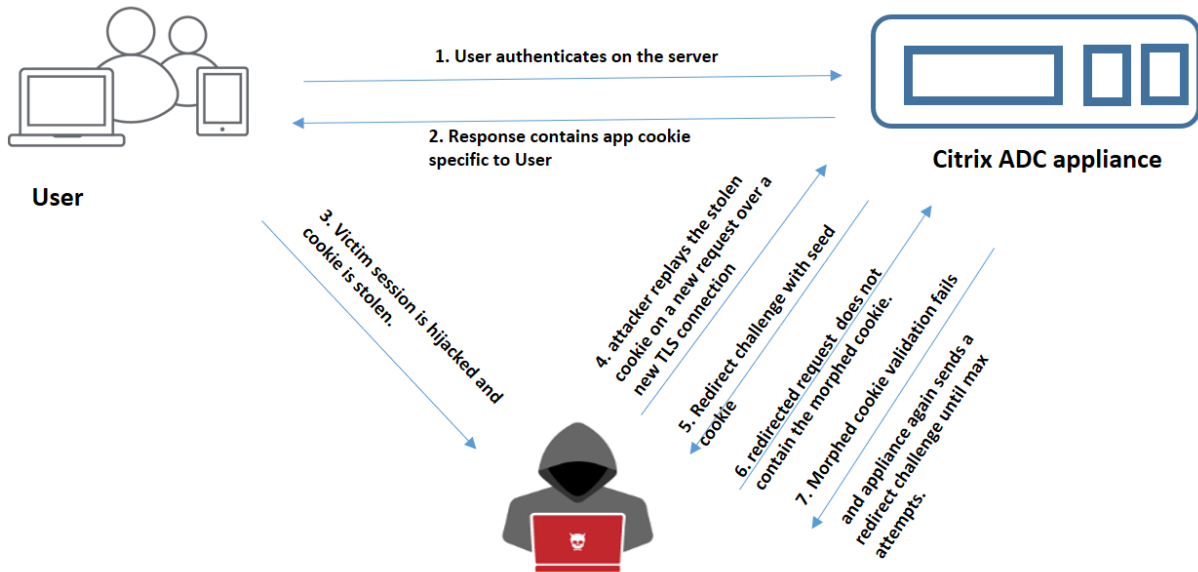 1. User authenticates on the server
2. Response contains app cookie
specific to User
User
Citrix ADC appliance
3. Victim session is hijacked and
cookie is stolen.
4. attacker replays the stolen
cookie on a new request over a
new TLS connection
5. Redirect challenge with seed
cookie
6. redirected request does not
contain the morphed cookie.
7. Morphed cookie validation fails
and appliance again sends a
redirect challenge until max
attempts.